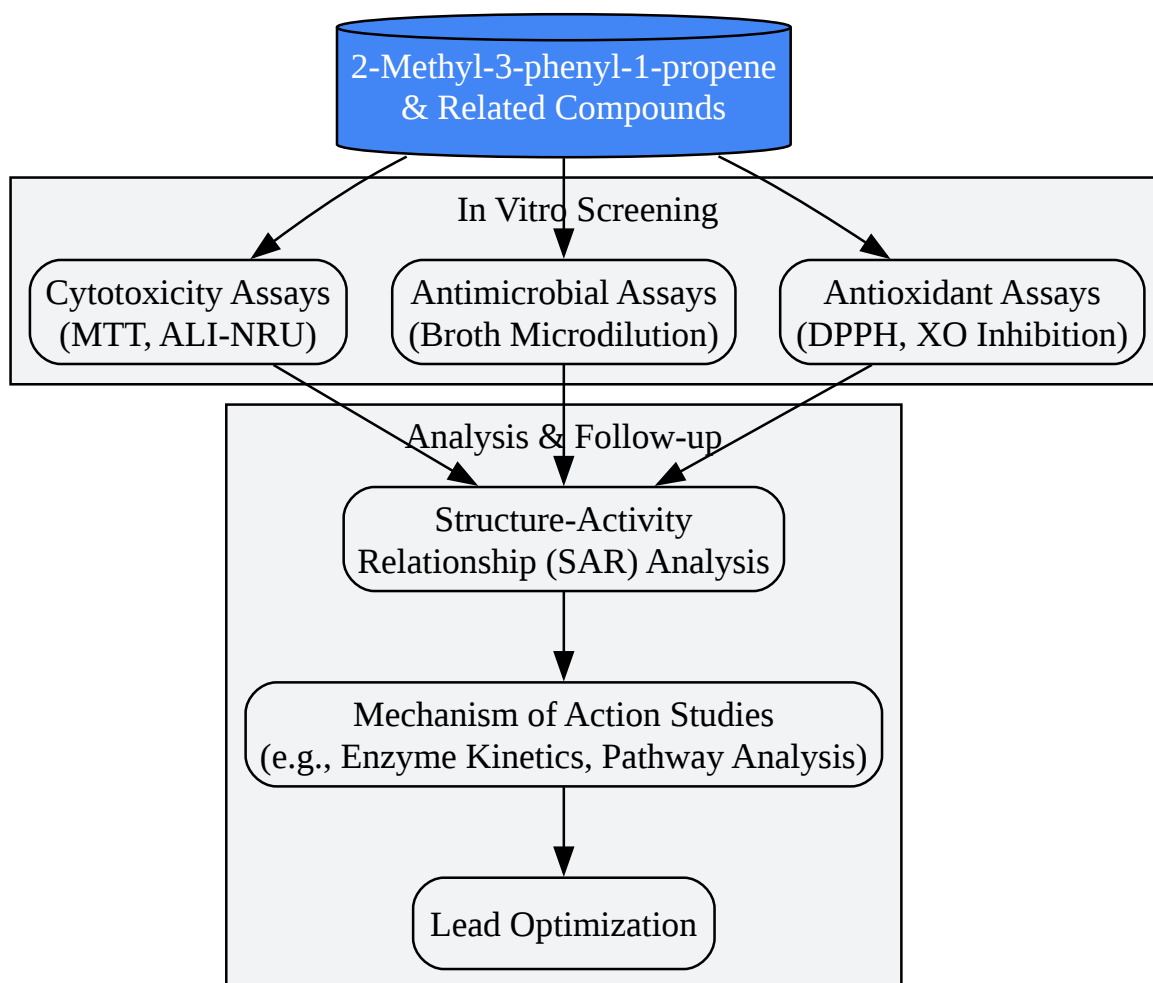 2-Methyl-3-phenyl-1-propene
& Related Compounds
In Vitro Screening
Cytotoxicity Assays
(MTT, ALI-NRU)
Antimicrobial Assays
(Broth Microdilution)
Antioxidant Assays
(DPPH, XO Inhibition)
Analysis & Follow-up
Structure-Activity
Relationship (SAR) Analysis
Mechanism of Action Studies
(e.g., Enzyme Kinetics, Pathway Analysis)
Lead Optimization